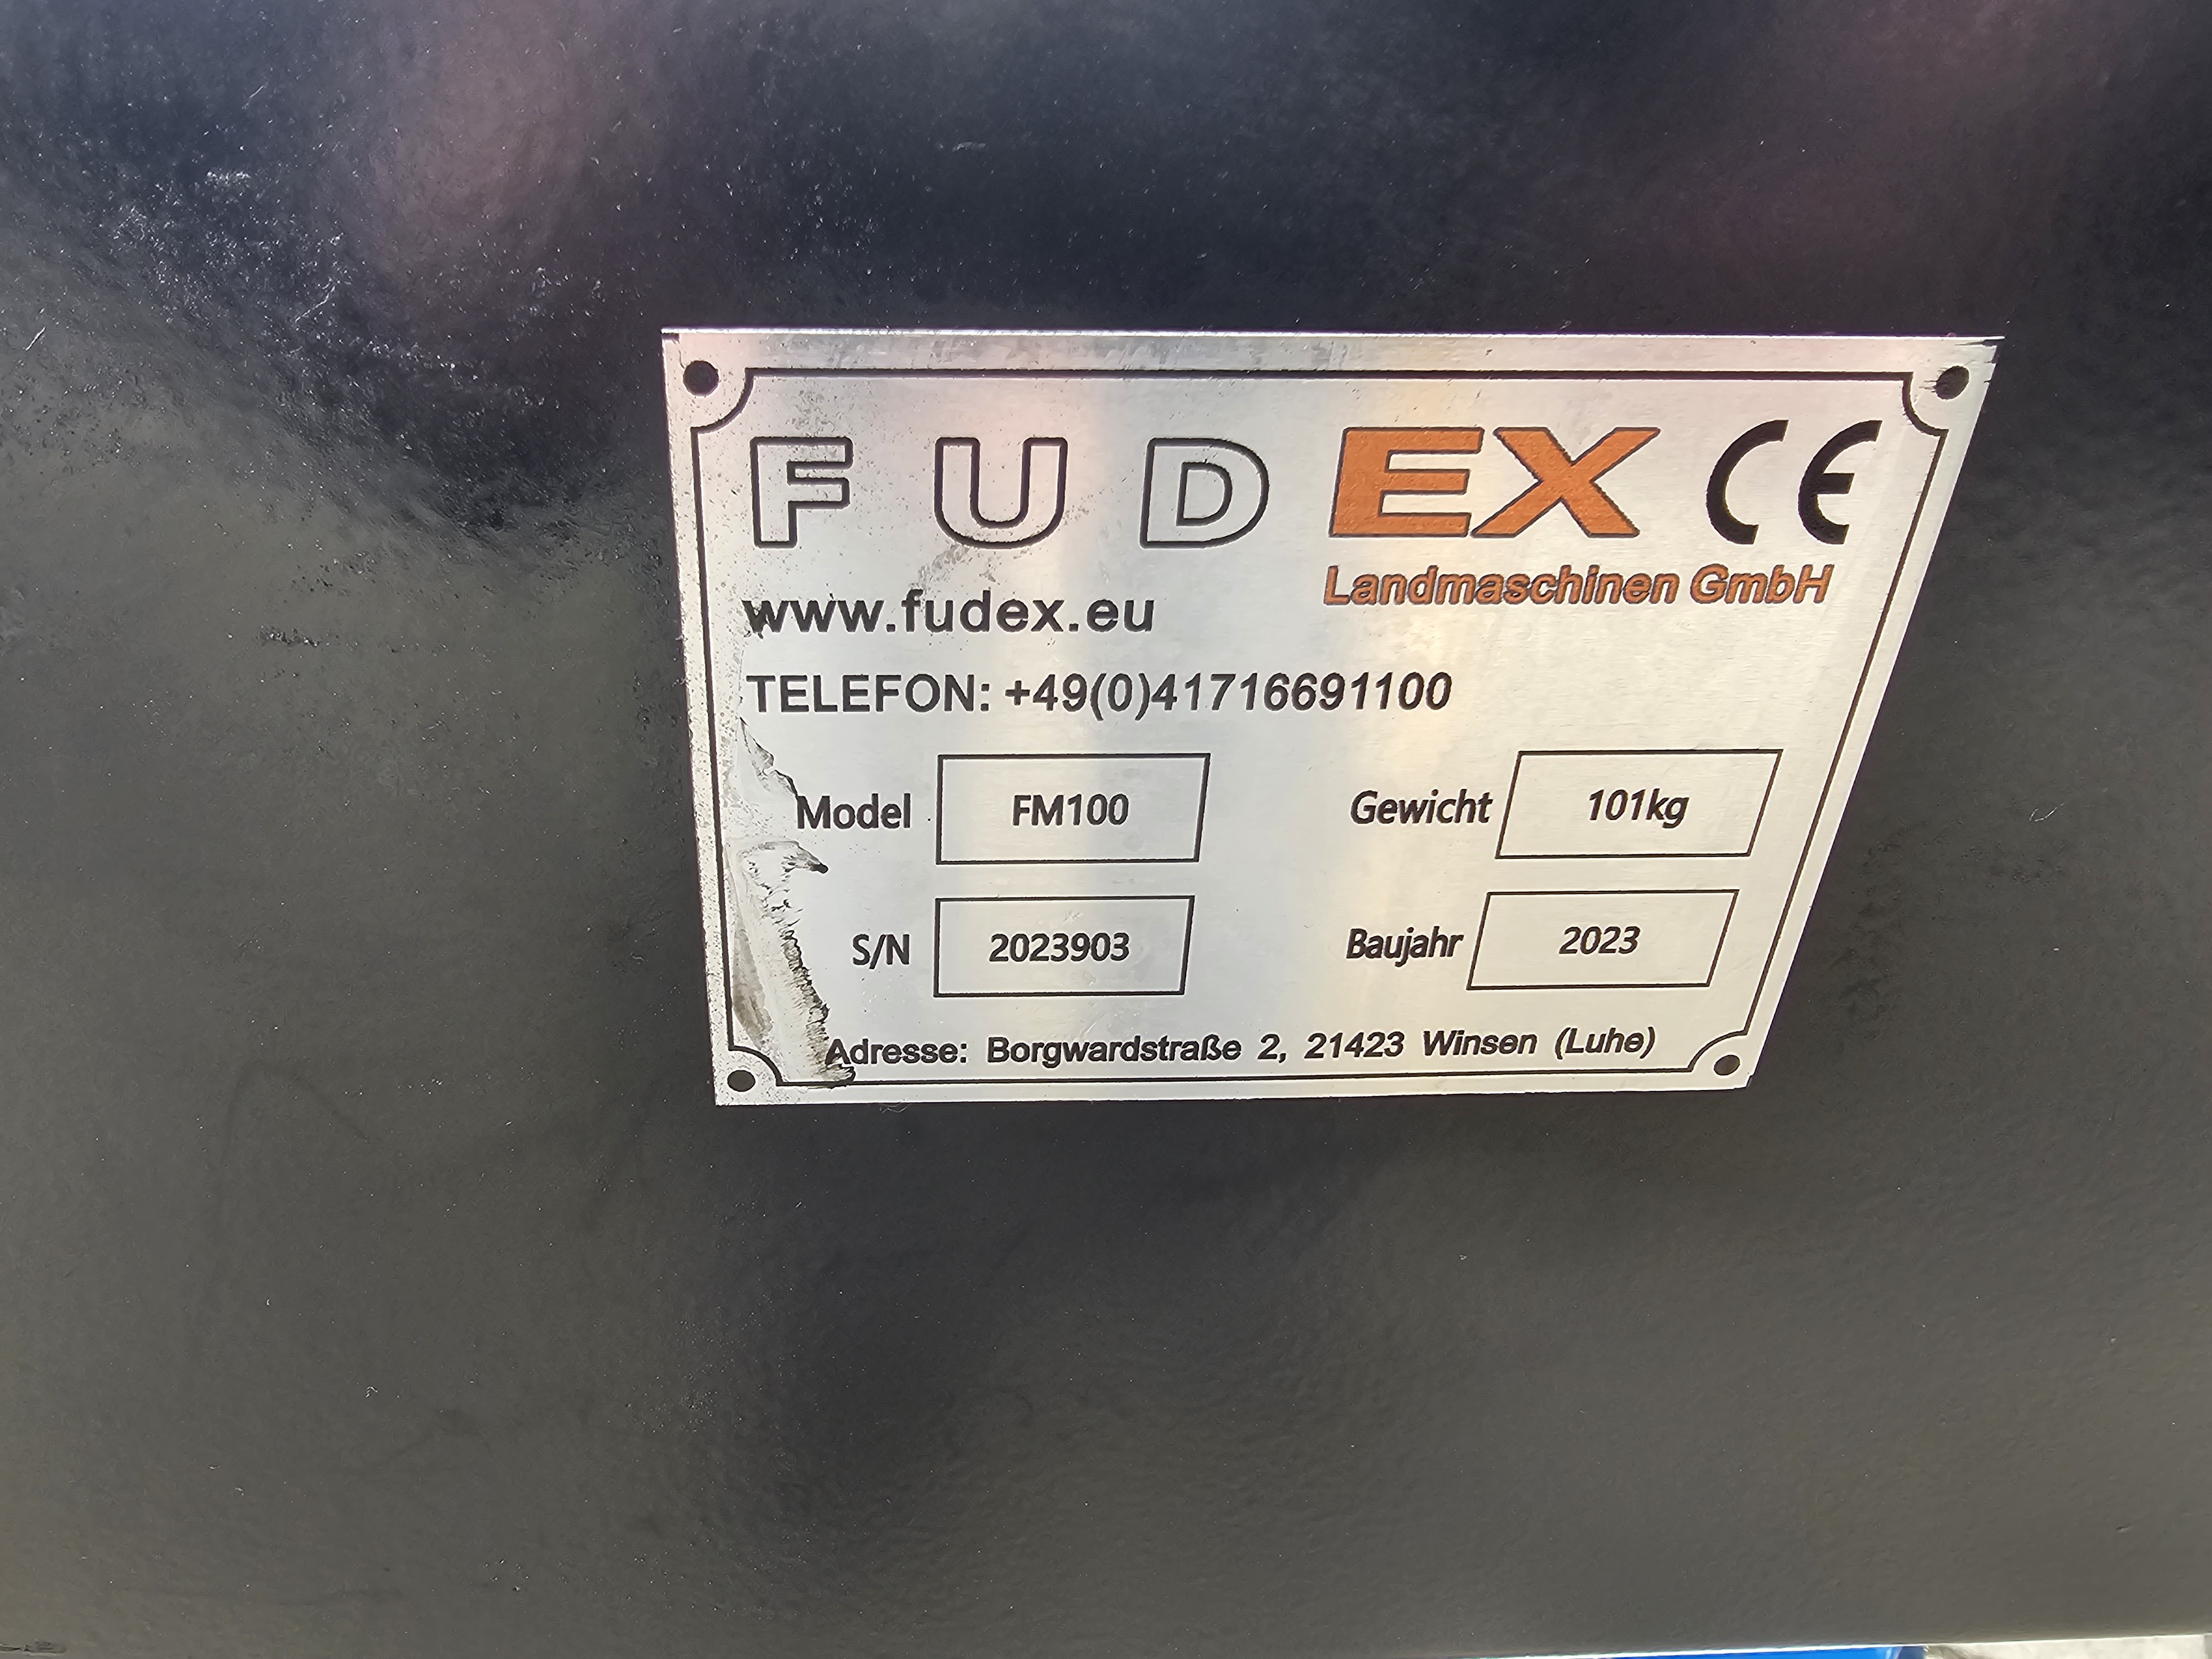 FUDEX CE
Landmaschinen GmbH
www.fudex.eu
TELEFON: +49(0)41716691100
Model FM100 Gewicht 101kg
S/N 2023903 Baujahr 2023
Adresse: Borgwardstraße 2, 21423 Winsen (Luhe)